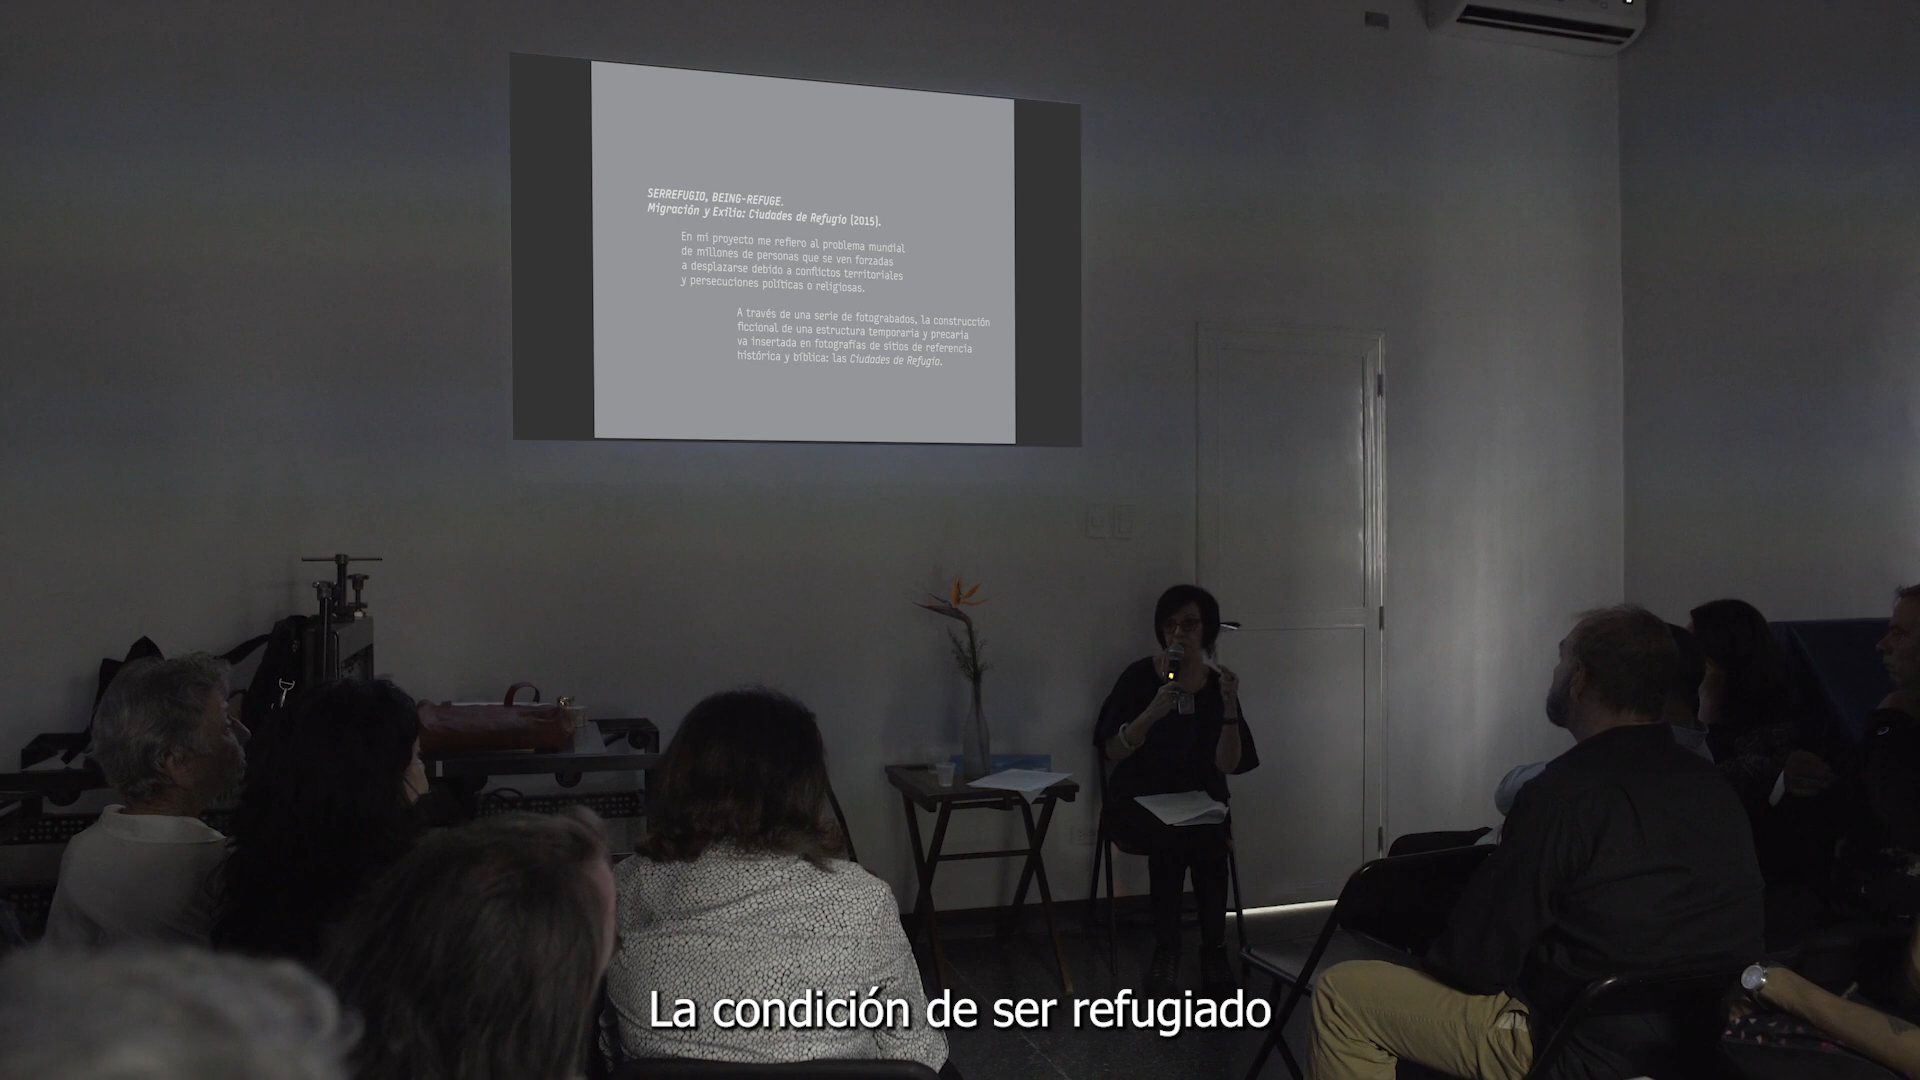 SERREFUGIO, BEING-REFUGE.
Migración y Exilio: Ciudades de Refugio (2015).
En mi proyecto me refiero al problema mundial
de millones de personas que se ven forzadas
a desplazarse debido a conflictos territoriales
y persecuciones políticas o religiosas.
A través de una serie de fotograbados, la construcción
ficcional de una estructura temporaria y precaria
va insertada en fotografías de sitios de referencia
histórica y bíblica: las Ciudades de Refugio.
La condición de ser refugiado